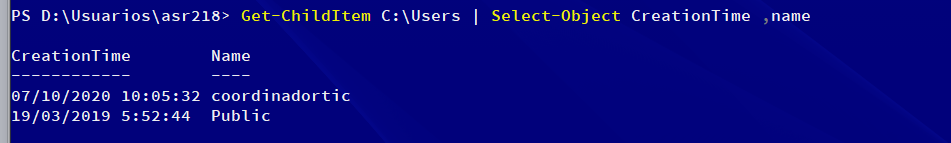 PS D:\Usuarios\asr218> Get-ChildItem C:\Users | Select-Object CreationTime ,name
CreationTime        Name
------------        ----
07/10/2020 10:05:32 coordinadortic
19/03/2019 5:52:44  Public